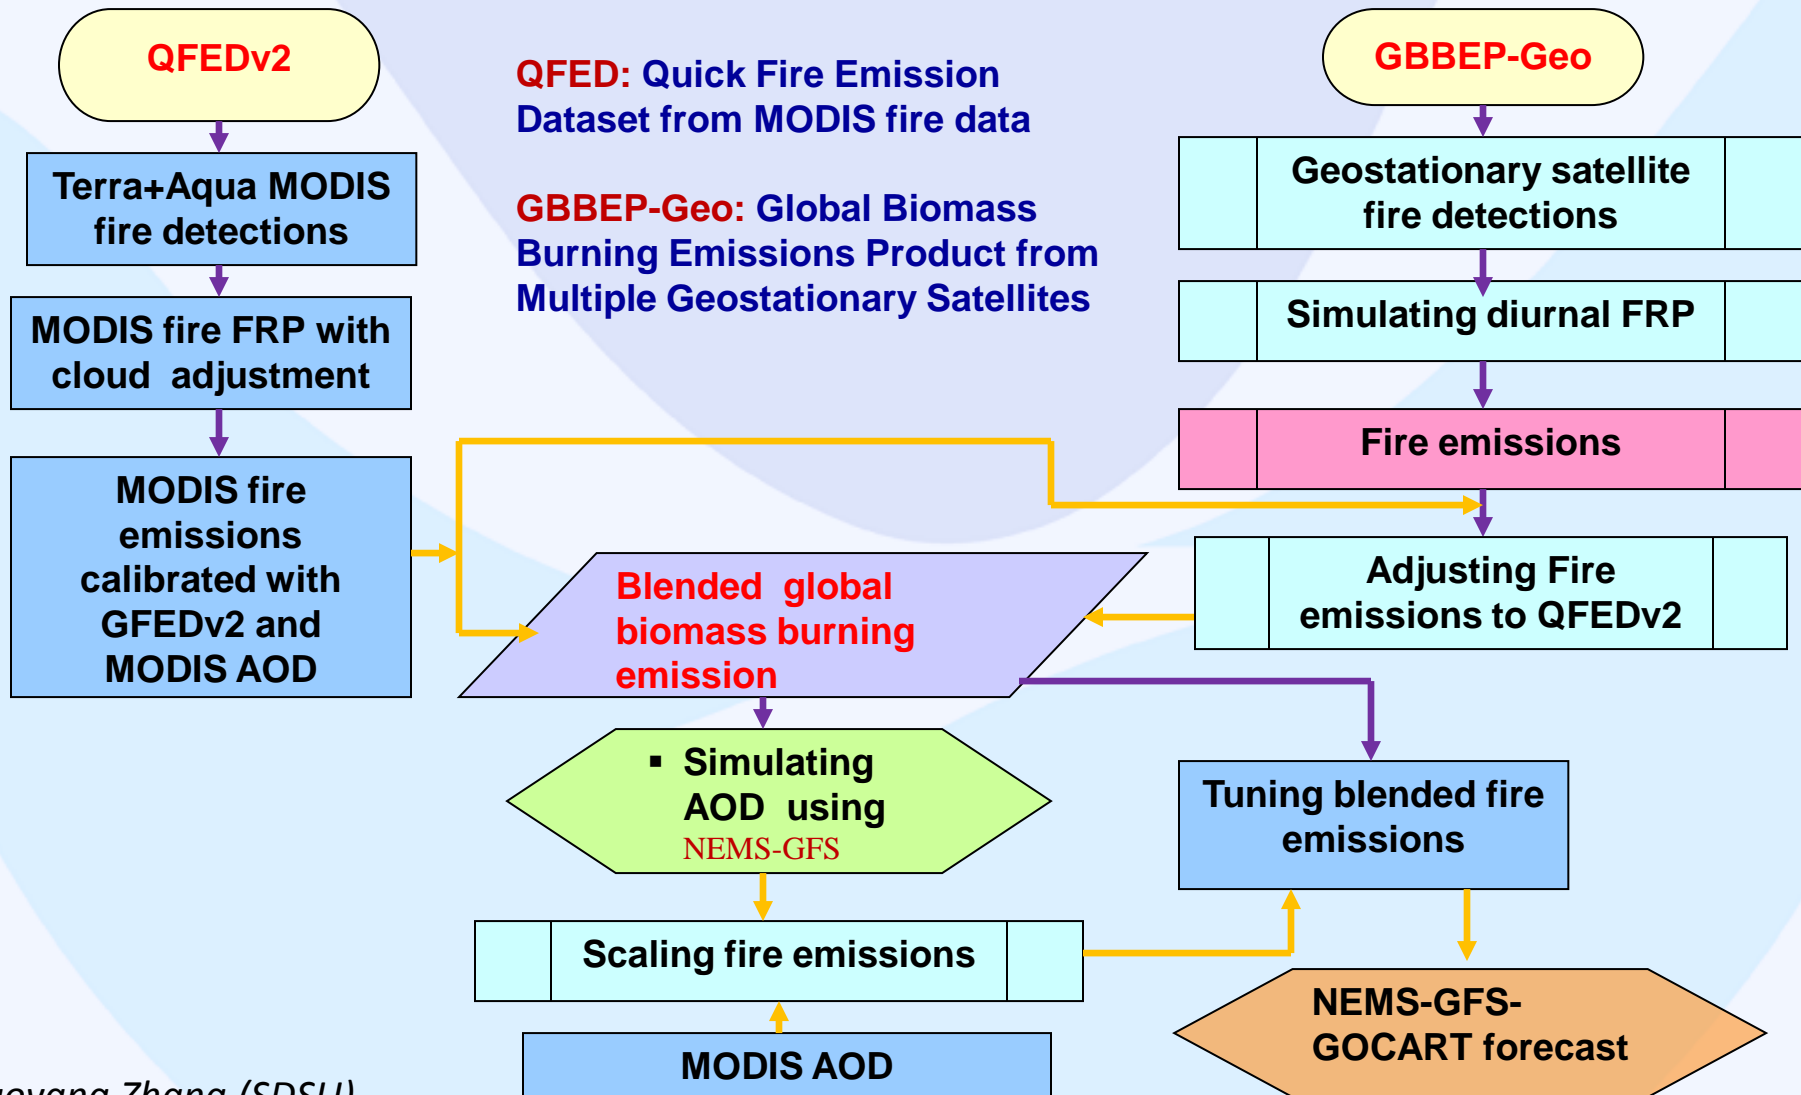 QFEDv2
Terra+Aqua MODIS
fire detections
MODIS fire FRP with
cloud adjustment
MODIS fire
emissions
calibrated with
GFEDv2 and
MODIS AOD
QFED: Quick Fire Emission
Dataset from MODIS fire data
GBBEP-Geo: Global Biomass
Burning Emissions Product from
Multiple Geostationary Satellites
GBBEP-Geo
Geostationary satellite
fire detections
Simulating diurnal FRP
Fire emissions
Adjusting Fire
emissions to QFEDv2
Blended global
biomass burning
emission
▪ Simulating
AOD using
NEMS-GFS
Scaling fire emissions
MODIS AOD
Tuning blended fire
emissions
NEMS-GFS-
GOCART forecast
Zhang (SDSU)